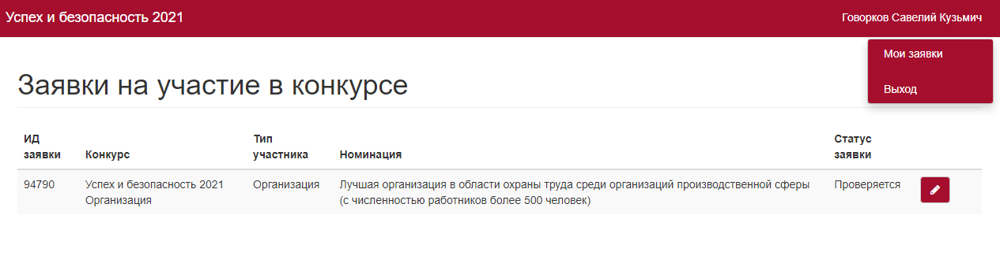 Успех и безопасность 2021
Говорков Савелий Кузьмич
Мои заявки
Выход
Заявки на участие в конкурсе
ИД заявки
Конкурс
Тип участника
Номинация
Статус заявки
94790
Успех и безопасность 2021
Организация
Организация
Лучшая организация в области охраны труда среди организаций производственной сферы
(с численностью работников более 500 человек)
Проверяется